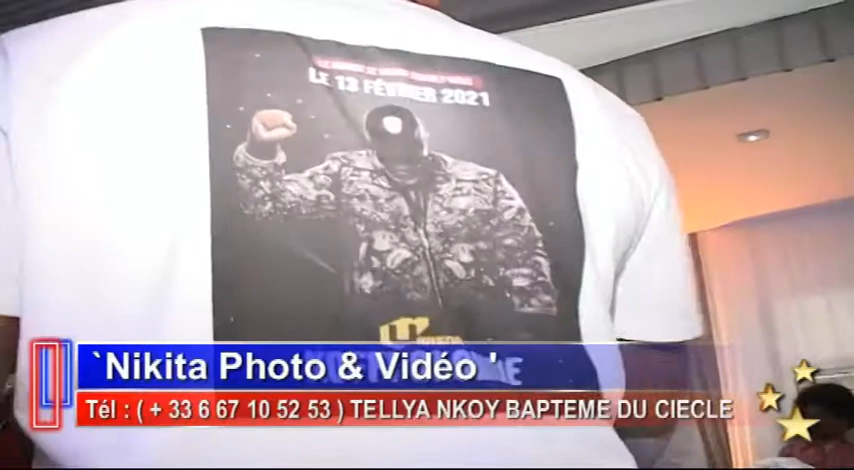 LE 13 FÉVRIER 2021
`Nikita Photo & Vidéo '
Tél : ( + 33 6 67 10 52 53 ) TELLYA NKOY BAPTEME DU CIECLE